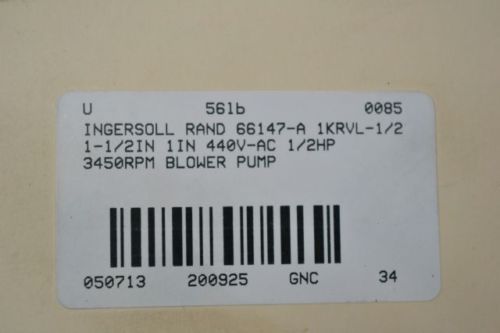 U 561b 0085
INGERSOLL RAND 66147-A 1KRVL-1/2
1-1/2IN 1IN 440V-AC 1/2HP
3450RPM BLOWER PUMP
050713 200925 GNC 34